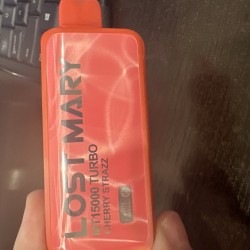 LOST MARY
MT15000 TURBO
CHERRY STRAZZ